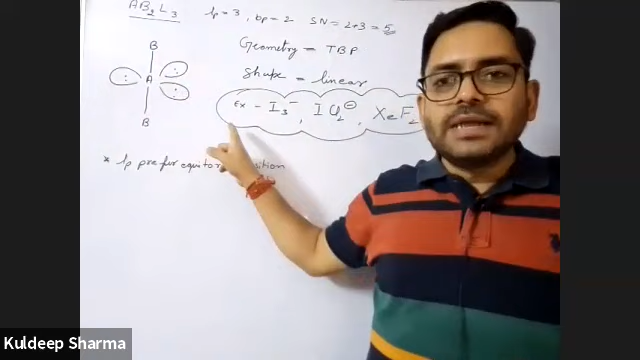 AB₂L₃ lp = 3, bp = 2 SN = 2+3 = 5
Geometry = TBP
Shape = linear
B
A
B
Ex - I₃⁻, ICl₂⊖, XeF₂
* lp prefer equito
Kuldeep Sharma